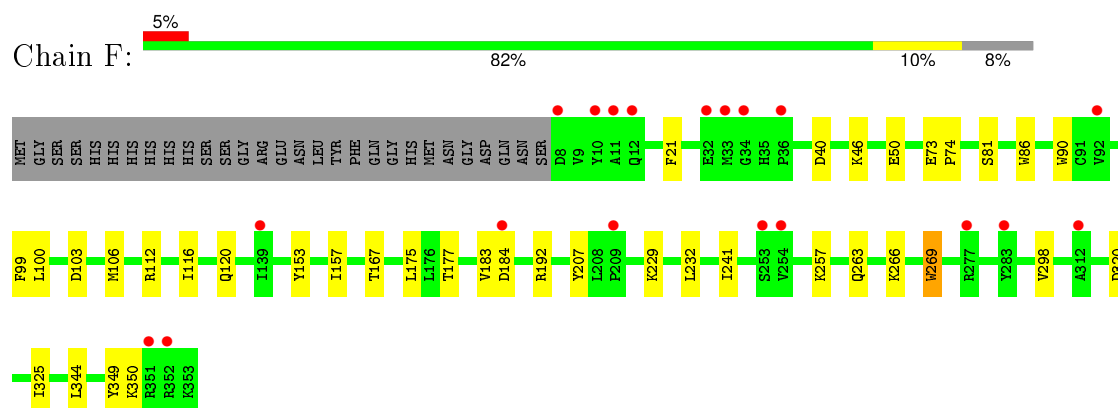 5%
Chain F:
82% 10% 8%
MET GLY SER SER HIS HIS HIS HIS HIS HIS SER SER GLY ARG GLU ASN LEU TYR PHE GLN GLY HIS MET ASN GLY ASP GLN ASN SER D8 V9 Y10 A11 Q12 F21 E32 M33 G34 H35 P36 D40 K46 E50 E73 P74 S81 W86 W90 C91 V92
F99 L100 D103 M106 R112 I116 Q120 I139 Y153 I157 T167 L175 L176 T177 V183 D184 R192 Y207 L208 P209 K229 L232 I241 S253 V254 K257 Q263 K266 W269 R277 Y283 V298 A312
I325 L344 Y349 K350 R351 R352 K353